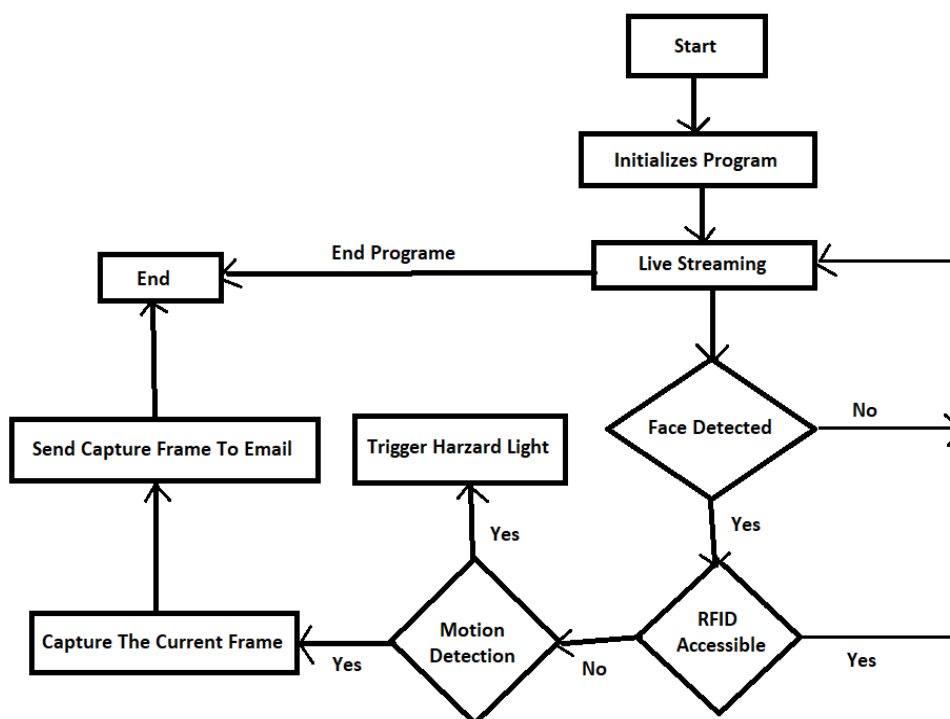 Start
Initializes Program
End Programe
Live Streaming
End
Face Detected
No
Send Capture Frame To Email
Trigger Harzard Light
Yes
Yes
RFID
Accessible
Motion
Detection
Capture The Current Frame
Yes
No
Yes